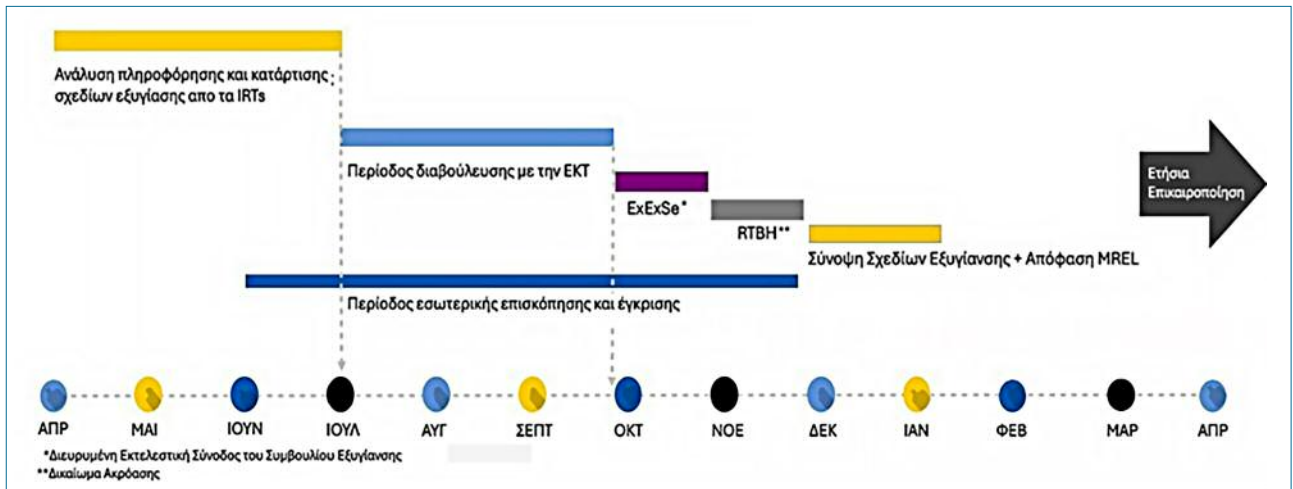 Ανάλυση πληροφόρησης και κατάρτισης
σχεδίων εξυγίασης απο τα IRTs
Περίοδος διαβούλευσης με την ΕΚΤ
ExExSe*
RTBH**
Σύνοψη Σχεδίων Εξυγίανσης + Απόφαση MREL
Ετήσια
Επικαιροποίηση
Περίοδος εσωτερικής επισκόπησης και έγκρισης
ΑΠΡ ΜΑΙ ΙΟΥΝ ΙΟΥΛ ΑΥΓ ΣΕΠΤ ΟΚΤ ΝΟΕ ΔΕΚ ΙΑΝ ΦΕΒ ΜΑΡ ΑΠΡ
*Διευρυμένη Εκτελεστική Σύνοδος του Συμβουλίου Εξυγίανσης
**Δικαίωμα Ακρόασης